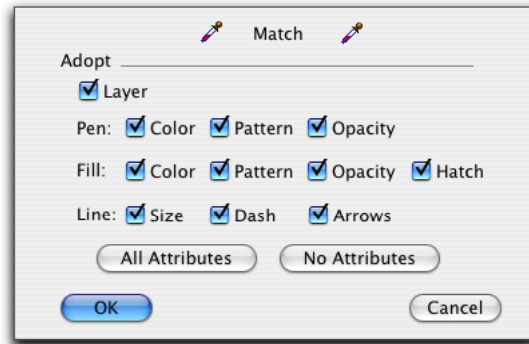 Match
Adopt
Layer
Pen: Color Pattern Opacity
Fill: Color Pattern Opacity Hatch
Line: Size Dash Arrows
All Attributes No Attributes
OK Cancel